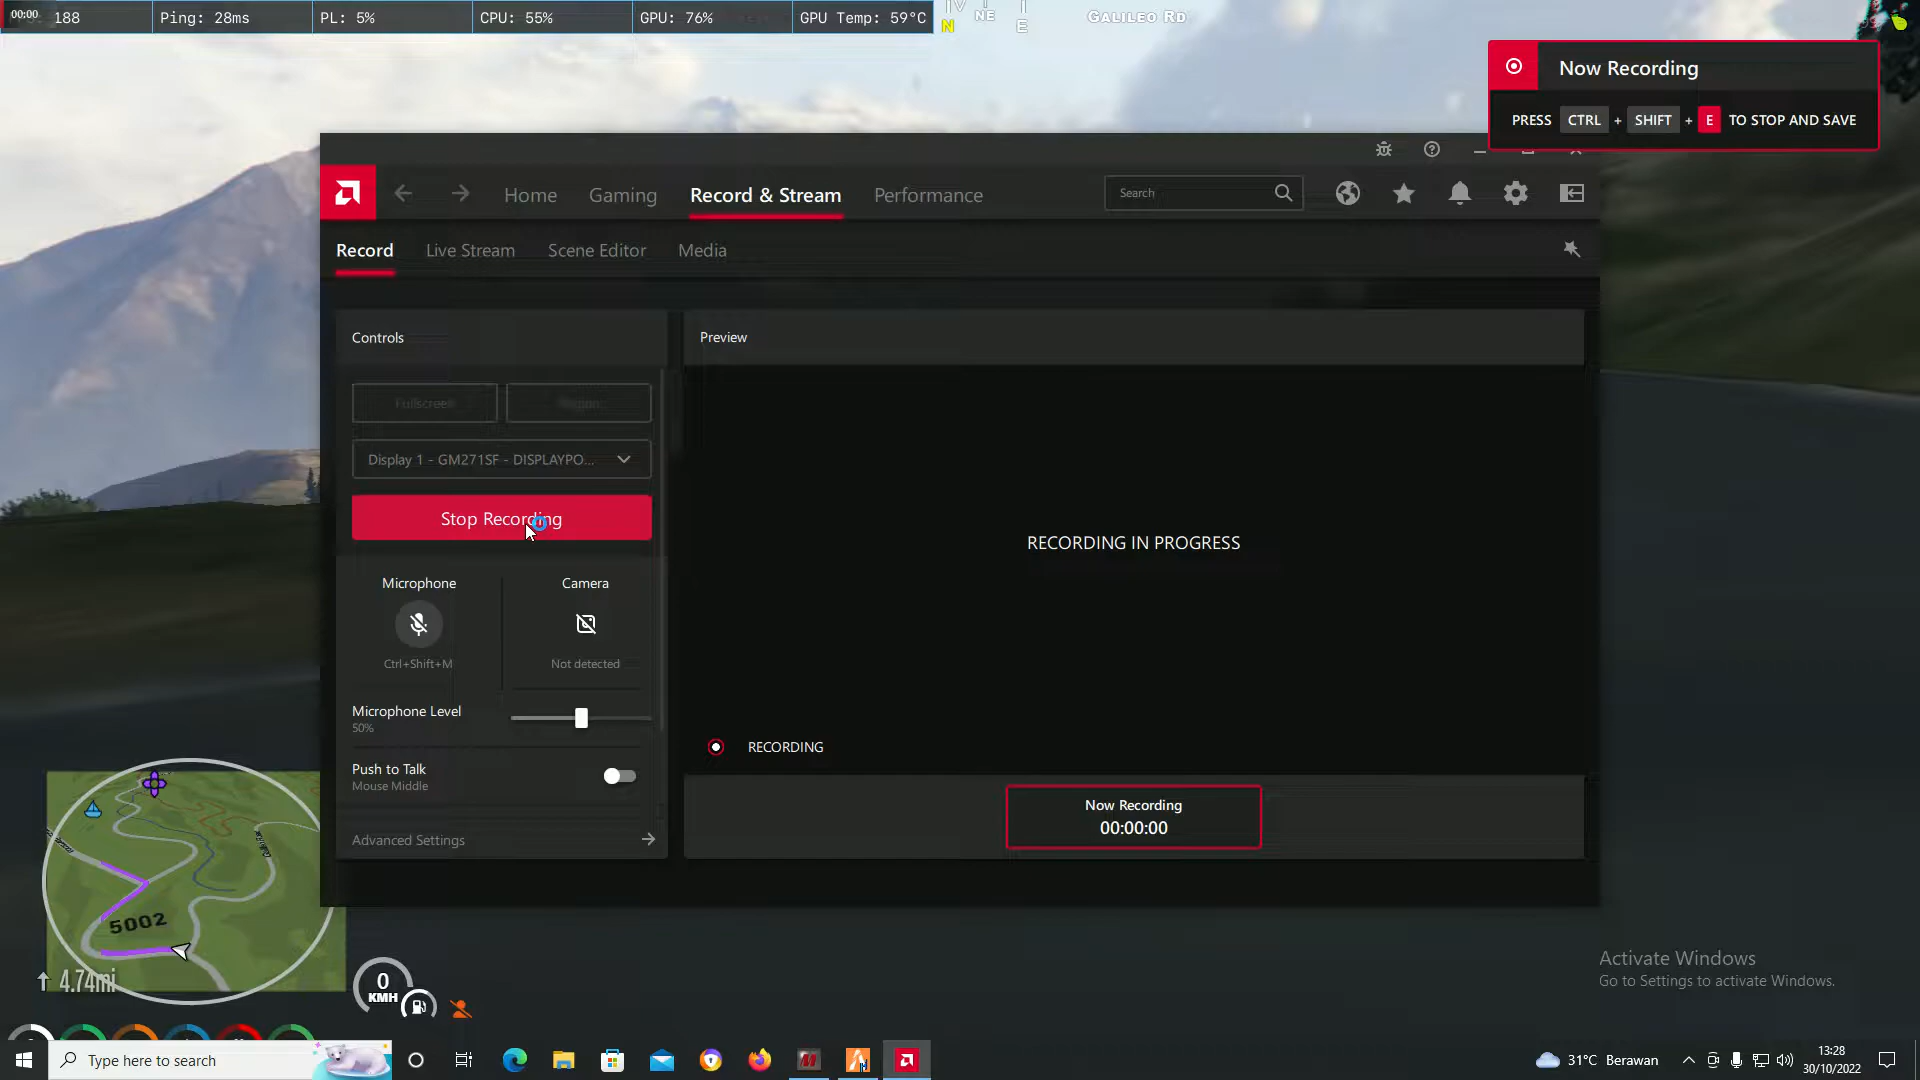 00:00
188
Ping: 28ms
PL: 5%
CPU: 55%
GPU: 76%
GPU Temp: 59°C
N
NE
E
Galileo Rd
Now Recording
PRESS CTRL + SHIFT + E TO STOP AND SAVE
Home
Gaming
Record & Stream
Performance
Search
Record
Live Stream
Scene Editor
Media
Controls
Preview
Fullscreen
Region
Display 1 - GM271SF - DISPLAYPO...
Stop Recording
RECORDING IN PROGRESS
Microphone
Camera
Ctrl+Shift+M
Not detected
Microphone Level
50%
RECORDING
Push to Talk
Mouse Middle
Now Recording
00:00:00
Advanced Settings
5002
4.74mi
0
KMH
Activate Windows
Go to Settings to activate Windows.
Type here to search
31°C Berawan
13:28
30/10/2022